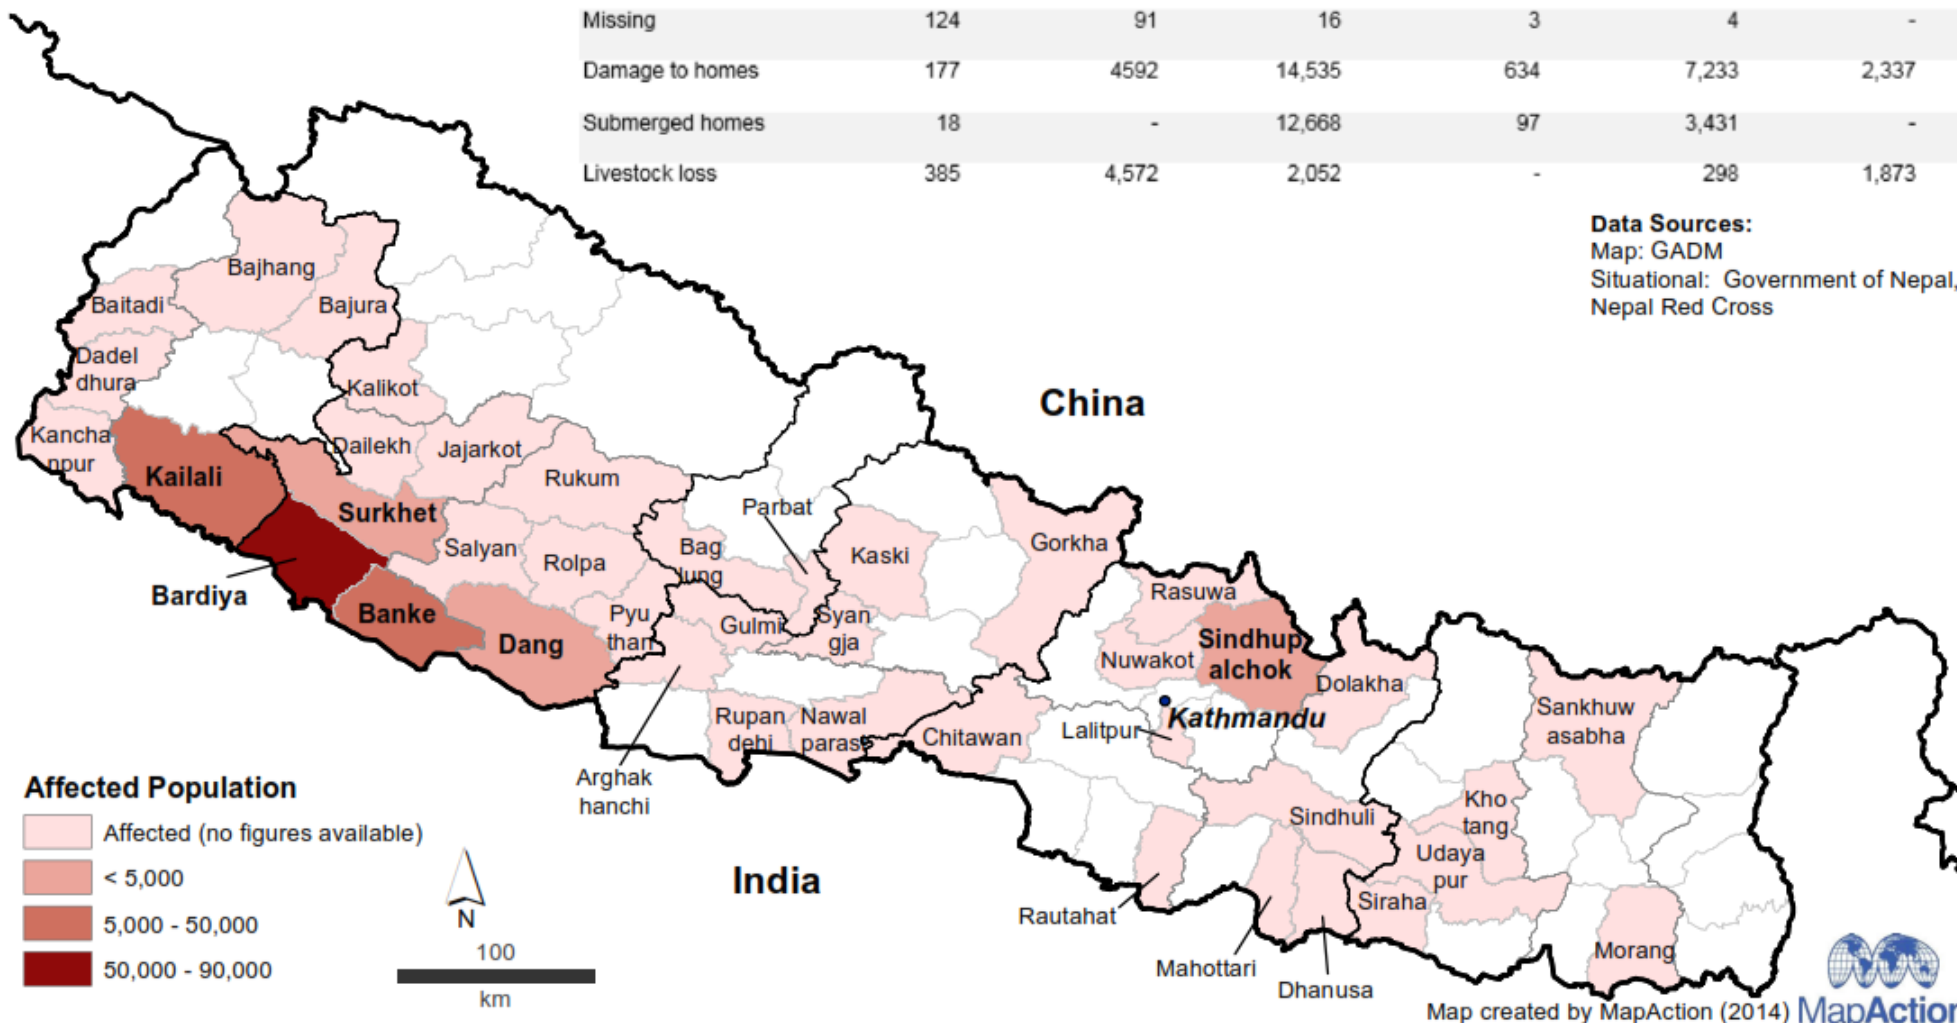 Missing 124 91 16 3 4 -
Damage to homes 177 4592 14,535 634 7,233 2,337
Submerged homes 18 - 12,668 97 3,431 -
Livestock loss 385 4,572 2,052 - 298 1,873
Data Sources:
Map: GADM
Situational: Government of Nepal,
Nepal Red Cross
China
India
Bajhang
Baitadi
Bajura
Dadel
dhura
Kalikot
Kancha
npur
Kailali
Dailekh
Jajarkot
Rukum
Surkhet
Parbat
Salyan
Rolpa
Bag
lung
Kaski
Gorkha
Bardiya
Banke
Dang
Pyu
than
Gulmi
Syan
gja
Rasuwa
Nuwakot
Sindhup
alchok
Dolakha
Kathmandu
Lalitpur
Rupan
dehi
Nawal
paras
Chitawan
Arghak
hanchi
Sankhuw
asabha
Sindhuli
Kho
tang
Udaya
pur
Siraha
Rautahat
Mahottari
Dhanusa
Morang
Affected Population
Affected (no figures available)
< 5,000
5,000 - 50,000
50,000 - 90,000
N
100
km
Map created by MapAction (2014)
MapAction